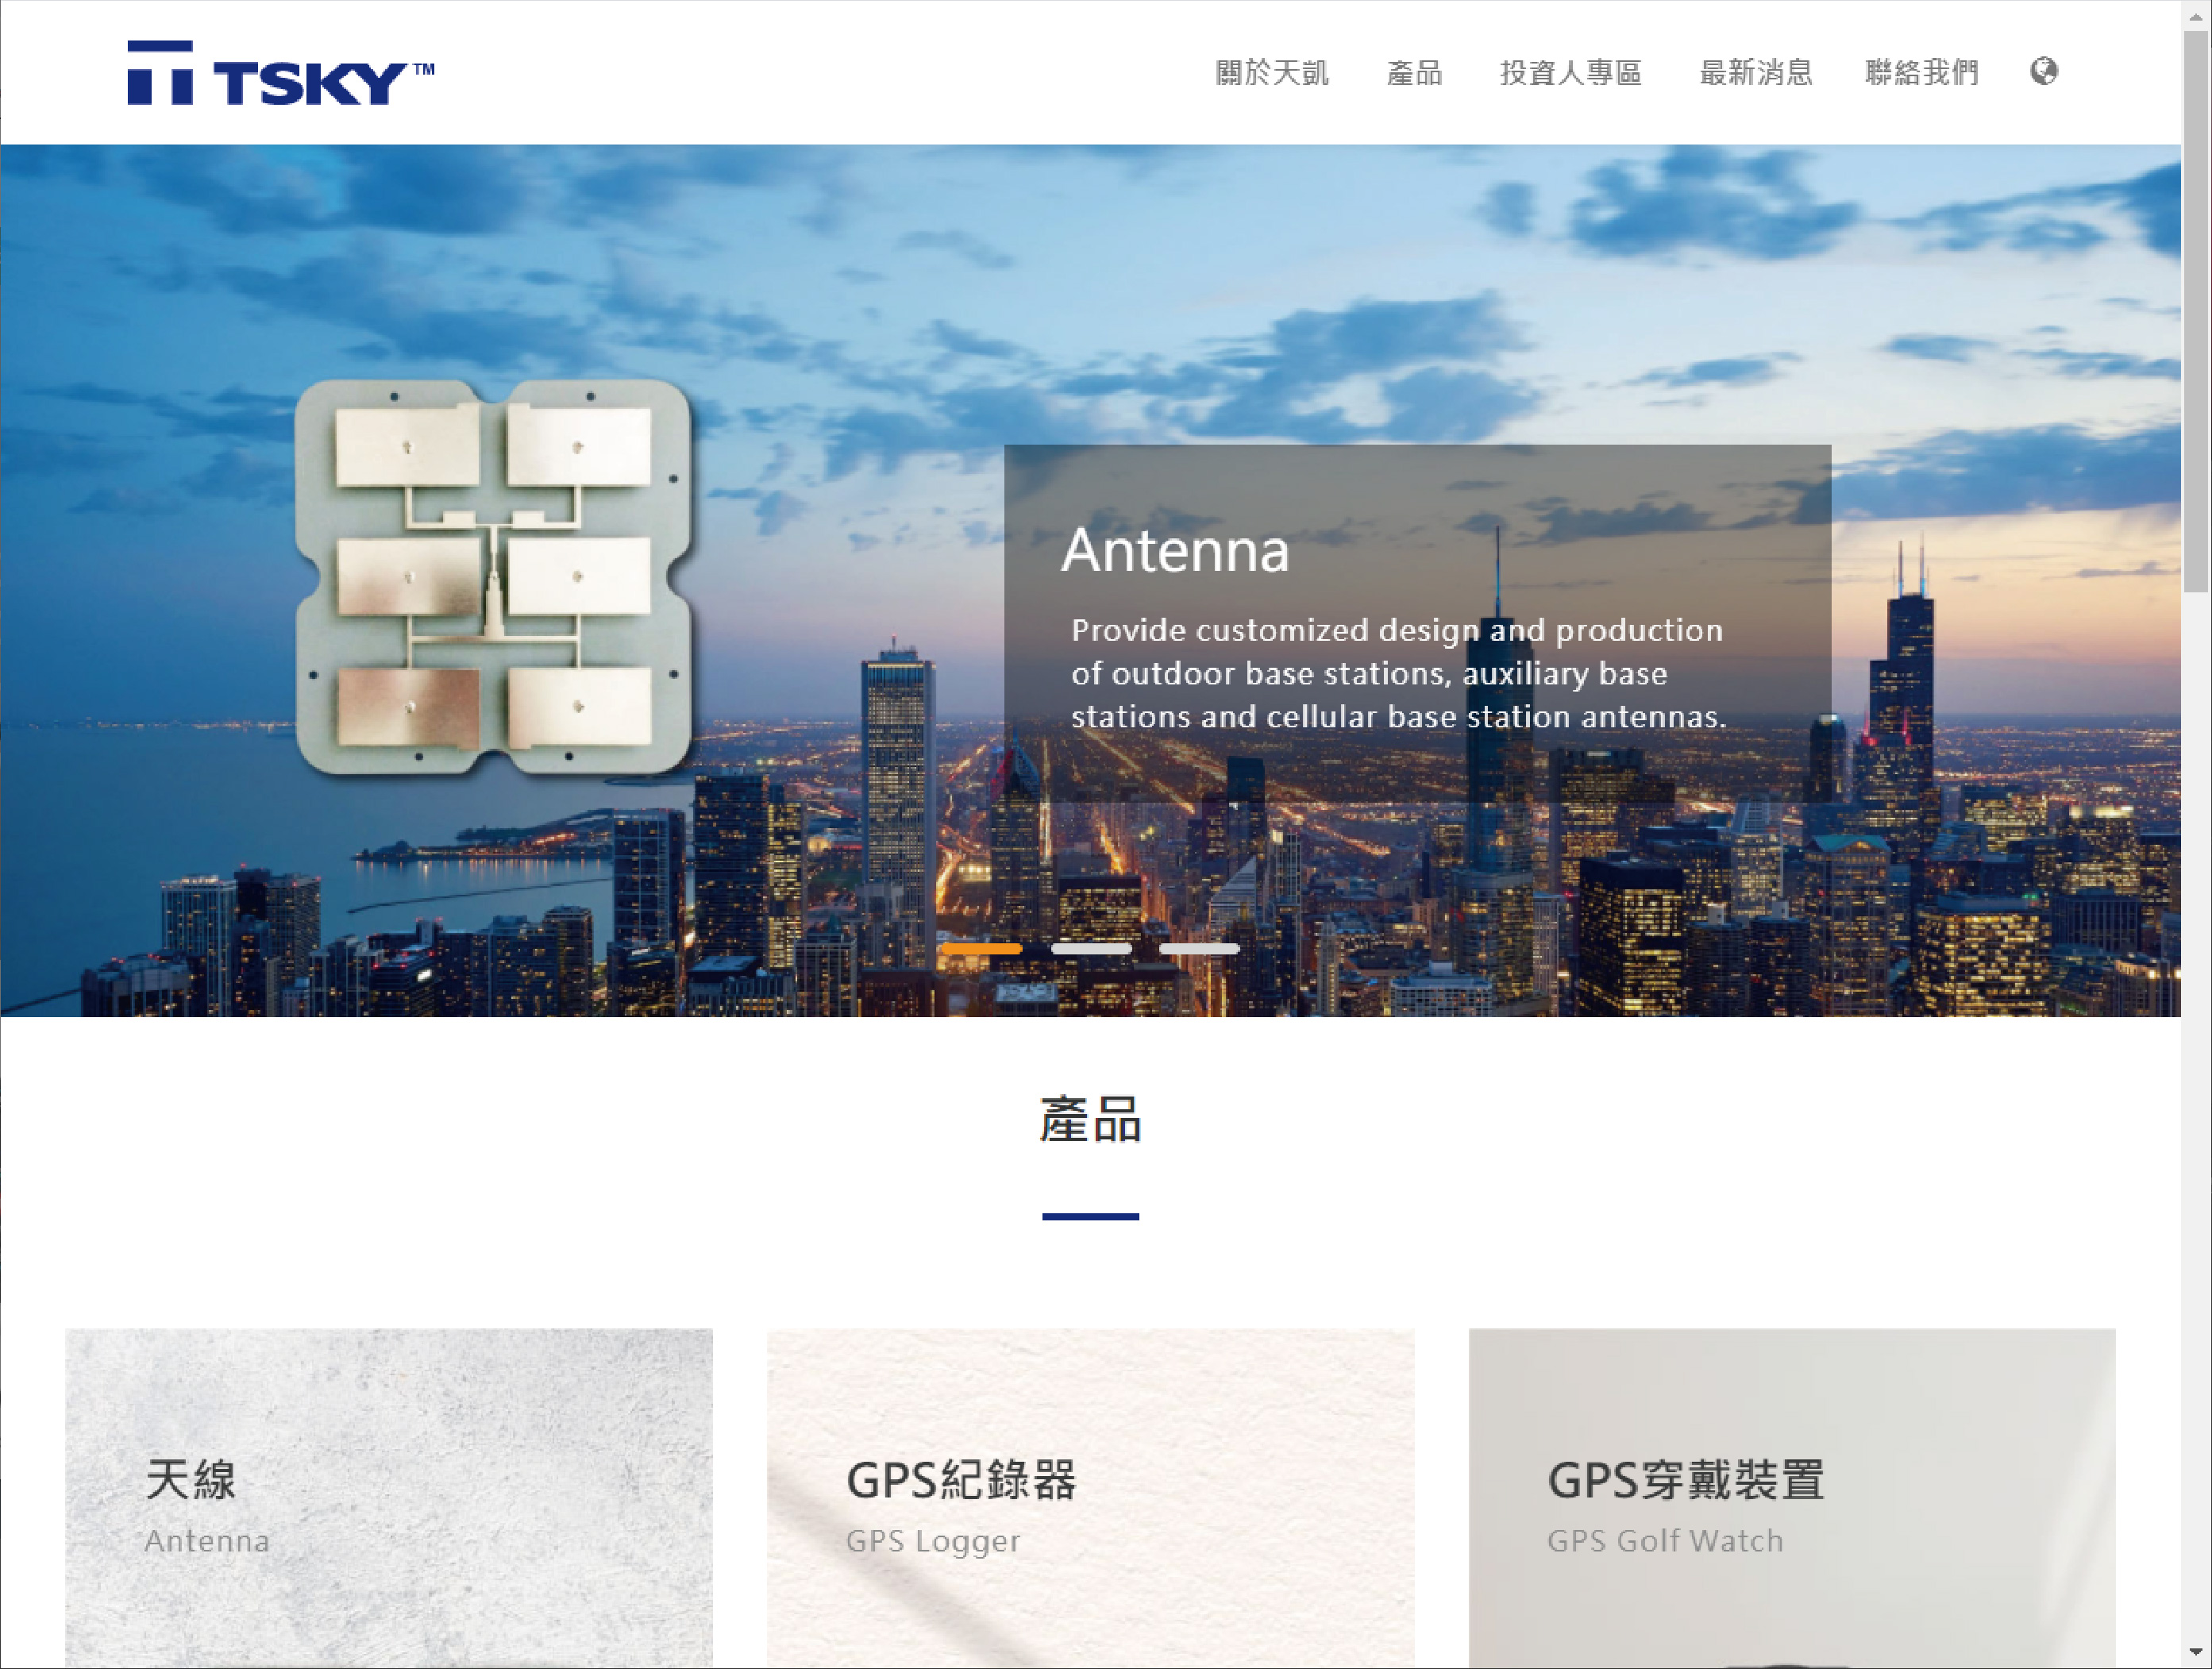 TSKY™
關於天凱
產品
投資人專區
最新消息
聯絡我們
Antenna
Provide customized design and production
of outdoor base stations, auxiliary base
stations and cellular base station antennas.
產品
天線
Antenna
GPS紀錄器
GPS Logger
GPS穿戴裝置
GPS Golf Watch